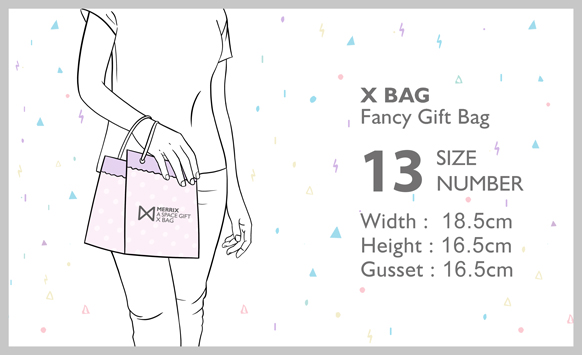 X BAG
Fancy Gift Bag
13 SIZE
NUMBER
Width : 18.5cm
Height : 16.5cm
Gusset : 16.5cm
MERRIX
A SPACE GIFT
X BAG